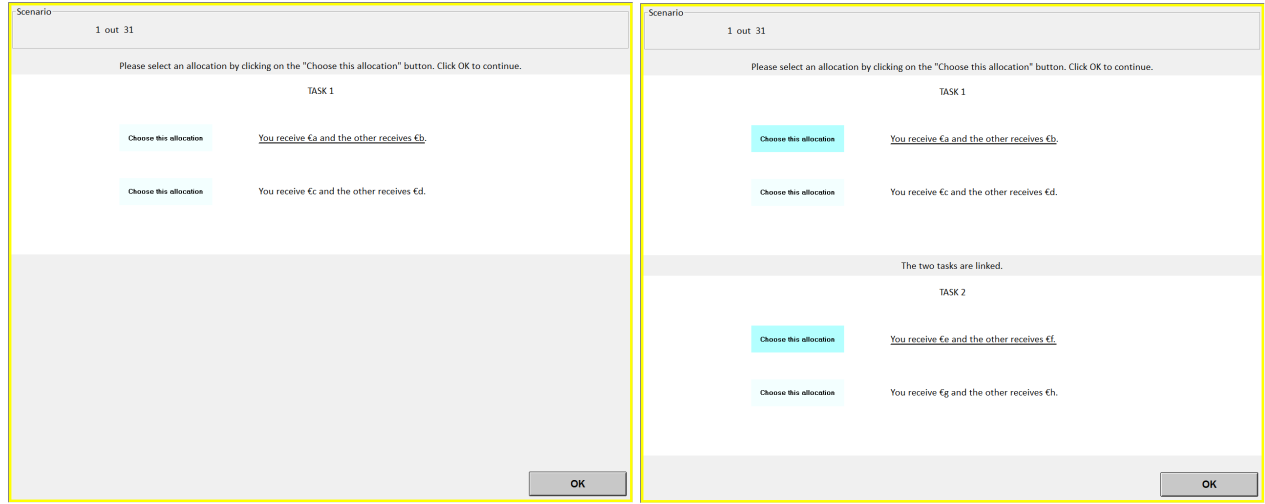 Scenario
1 out 31
Please select an allocation by clicking on the "Choose this allocation" button. Click OK to continue.
TASK 1
Choose this allocation You receive €a and the other receives €b.
Choose this allocation You receive €c and the other receives €d.
OK
Scenario
1 out 31
Please select an allocation by clicking on the "Choose this allocation" button. Click OK to continue.
TASK 1
Choose this allocation You receive €a and the other receives €b.
Choose this allocation You receive €c and the other receives €d.
The two tasks are linked.
TASK 2
Choose this allocation You receive €e and the other receives €f.
Choose this allocation You receive €g and the other receives €h.
OK